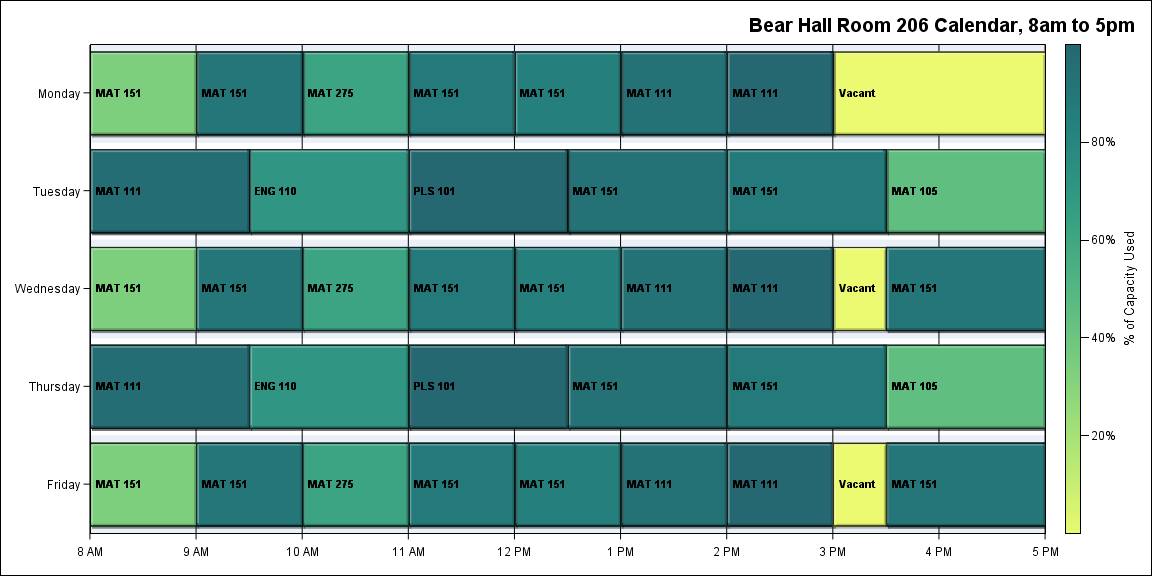 Bear Hall Room 206 Calendar, 8am to 5pm
Monday
MAT 151 MAT 151 MAT 275 MAT 151 MAT 151 MAT 111 MAT 111 Vacant
Tuesday
MAT 111 ENG 110 PLS 101 MAT 151 MAT 151 MAT 105
Wednesday
MAT 151 MAT 151 MAT 275 MAT 151 MAT 151 MAT 111 MAT 111 Vacant MAT 151
Thursday
MAT 111 ENG 110 PLS 101 MAT 151 MAT 151 MAT 105
Friday
MAT 151 MAT 151 MAT 275 MAT 151 MAT 151 MAT 111 MAT 111 Vacant MAT 151
8 AM 9 AM 10 AM 11 AM 12 PM 1 PM 2 PM 3 PM 4 PM 5 PM
80%
60%
40%
20%
% of Capacity Used